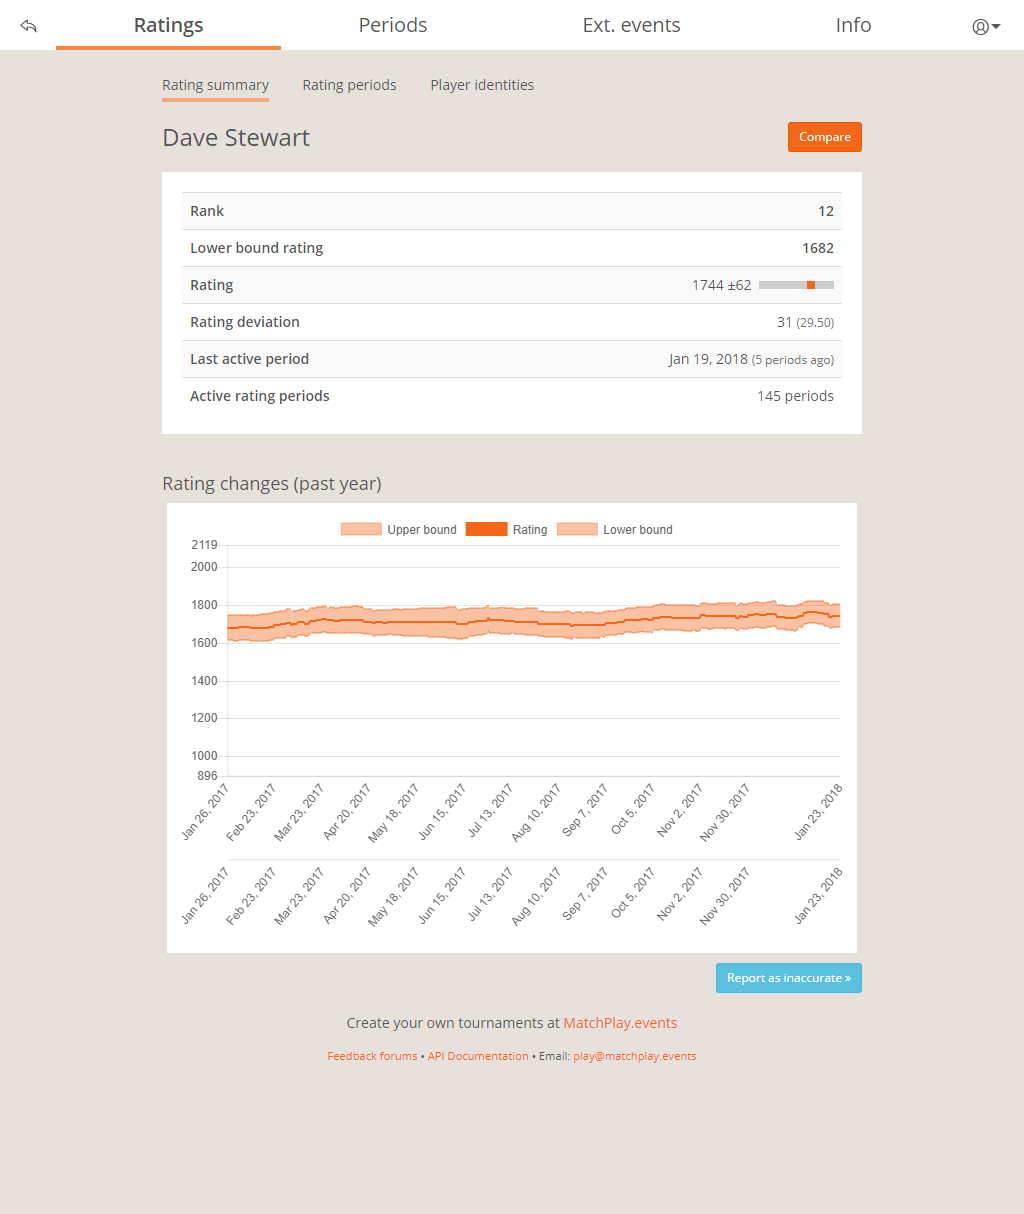 Ratings Periods Ext. events Info
Rating summary Rating periods Player identities
Dave Stewart Compare
Rank 12
Lower bound rating 1682
Rating 1744 ±62
Rating deviation 31 (29.50)
Last active period Jan 19, 2018 (5 periods ago)
Active rating periods 145 periods
Rating changes (past year)
Upper bound Rating Lower bound
2119
2000
1800
1600
1400
1200
1000
896
Jan 26, 2017 Feb 23, 2017 Mar 23, 2017 Apr 20, 2017 May 18, 2017 Jun 15, 2017 Jul 13, 2017 Aug 10, 2017 Sep 7, 2017 Oct 5, 2017 Nov 2, 2017 Nov 30, 2017 Jan 23, 2018
Jan 26, 2017 Feb 23, 2017 Mar 23, 2017 Apr 20, 2017 May 18, 2017 Jun 15, 2017 Jul 13, 2017 Aug 10, 2017 Sep 7, 2017 Oct 5, 2017 Nov 2, 2017 Nov 30, 2017 Jan 23, 2018
Report as inaccurate »
Create your own tournaments at MatchPlay.events
Feedback forums • API Documentation • Email: play@matchplay.events